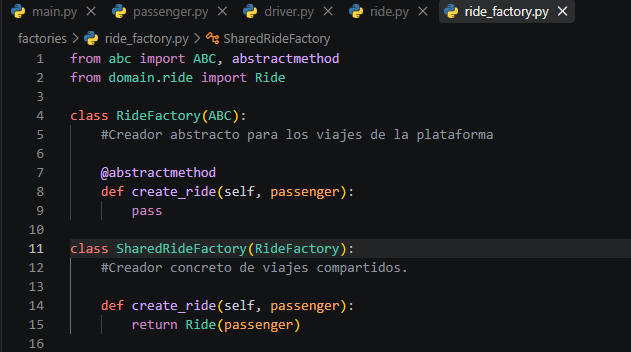 main.py passenger.py driver.py ride.py ride_factory.py
factories > ride_factory.py > SharedRideFactory
1 from abc import ABC, abstractmethod
2 from domain.ride import Ride
3
4 class RideFactory(ABC):
5 #Creador abstracto para los viajes de la plataforma
6
7 @abstractmethod
8 def create_ride(self, passenger):
9 pass
10
11 class SharedRideFactory(RideFactory):
12 #Creador concreto de viajes compartidos.
13
14 def create_ride(self, passenger):
15 return Ride(passenger)
16